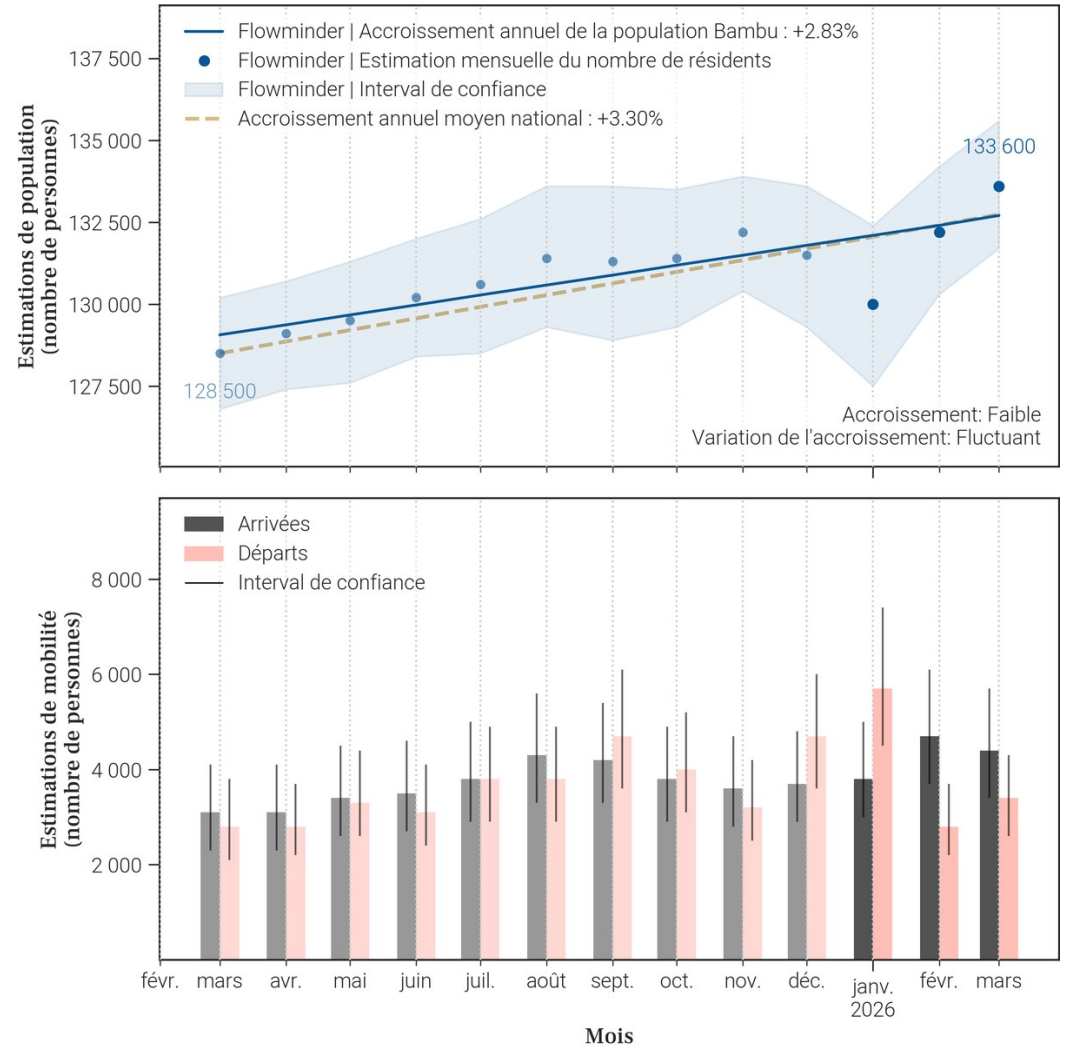 Flowminder | Accroissement annuel de la population Bambu : +2.83%
Flowminder | Estimation mensuelle du nombre de résidents
Flowminder | Interval de confiance
Accroissement annuel moyen national : +3.30%
Estimations de population
(nombre de personnes)
137 500
135 000
132 500
130 000
127 500
133 600
128 500
Accroissement: Faible
Variation de l'accroissement: Fluctuant
Arrivées
Départs
Interval de confiance
Estimations de mobilité
(nombre de personnes)
8 000
6 000
4 000
2 000
févr. mars avr. mai juin juil. août sept. oct. nov. déc. janv. févr. mars
2026
Mois